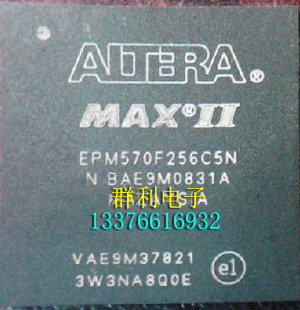 ALTERA®
MAX®II
EPM570F256C5N
N BAE9M0831A
群利电子
13376616932
VAE9M37821
3W3NA8Q0E
e1